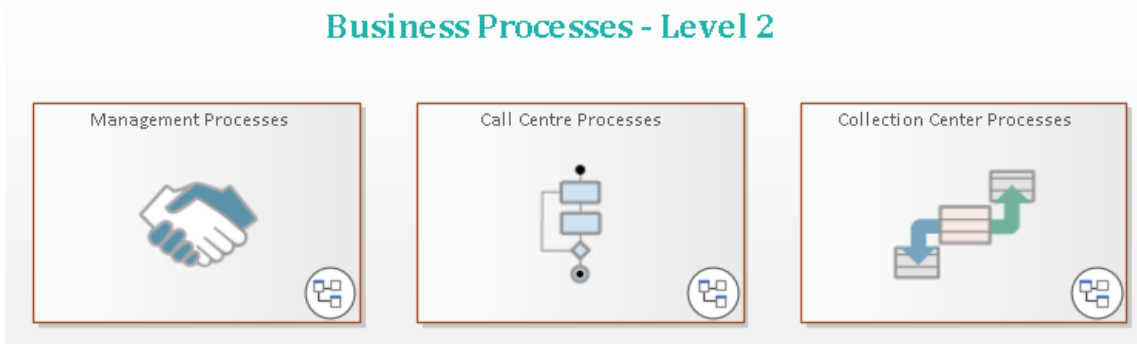 Business Processes - Level 2
Management Processes
Call Centre Processes
Collection Center Processes